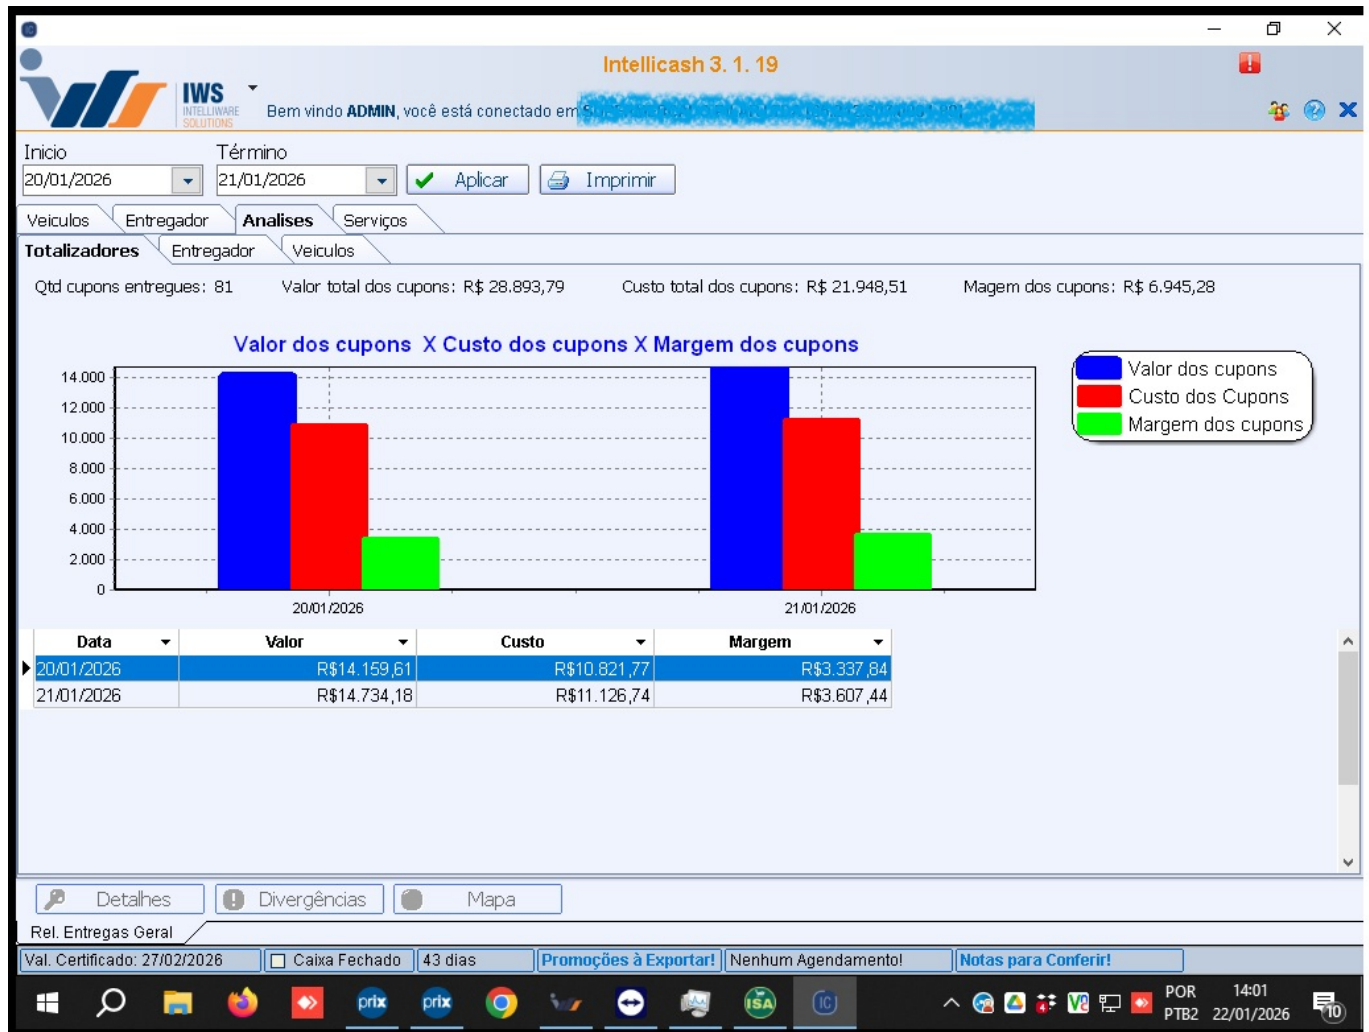 Intellicash 3. 1. 19
IWS
INTELLIWARE
SOLUTIONS
Bem vindo ADMIN, você está conectado em
Inicio Término
20/01/2026 21/01/2026 Aplicar Imprimir
Veiculos Entregador Analises Serviços
Totalizadores Entregador Veiculos
Qtd cupons entregues: 81 Valor total dos cupons: R$ 28.893,79 Custo total dos cupons: R$ 21.948,51 Magem dos cupons: R$ 6.945,28
Valor dos cupons X Custo dos cupons X Margem dos cupons
Valor dos cupons
Custo dos Cupons
Margem dos cupons
14.000
12.000
10.000
8.000
6.000
4.000
2.000
0
20/01/2026 21/01/2026
Data Valor Custo Margem
20/01/2026 R$14.159,61 R$10.821,77 R$3.337,84
21/01/2026 R$14.734,18 R$11.126,74 R$3.607,44
Detalhes Divergências Mapa
Rel. Entregas Geral
Val. Certificado: 27/02/2026 Caixa Fechado 43 dias Promoções à Exportar! Nenhum Agendamento! Notas para Conferir!
prix prix ISA IC
POR 14:01
PTB2 22/01/2026 10